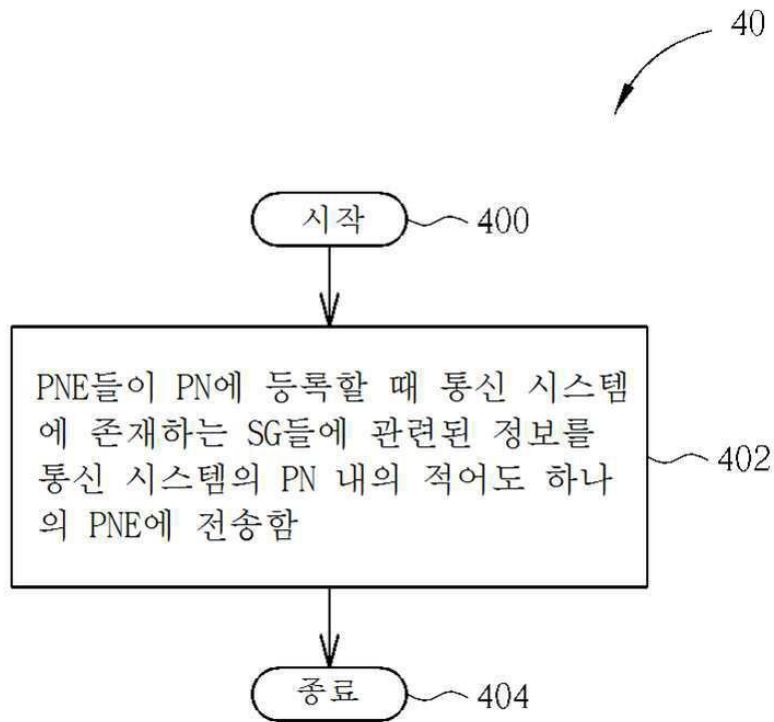 40
시작
400
PNE들이 PN에 등록할 때 통신 시스템
에 존재하는 SG들에 관련된 정보를
통신 시스템의 PN 내의 적어도 하나
의 PNE에 전송함
402
종료
404